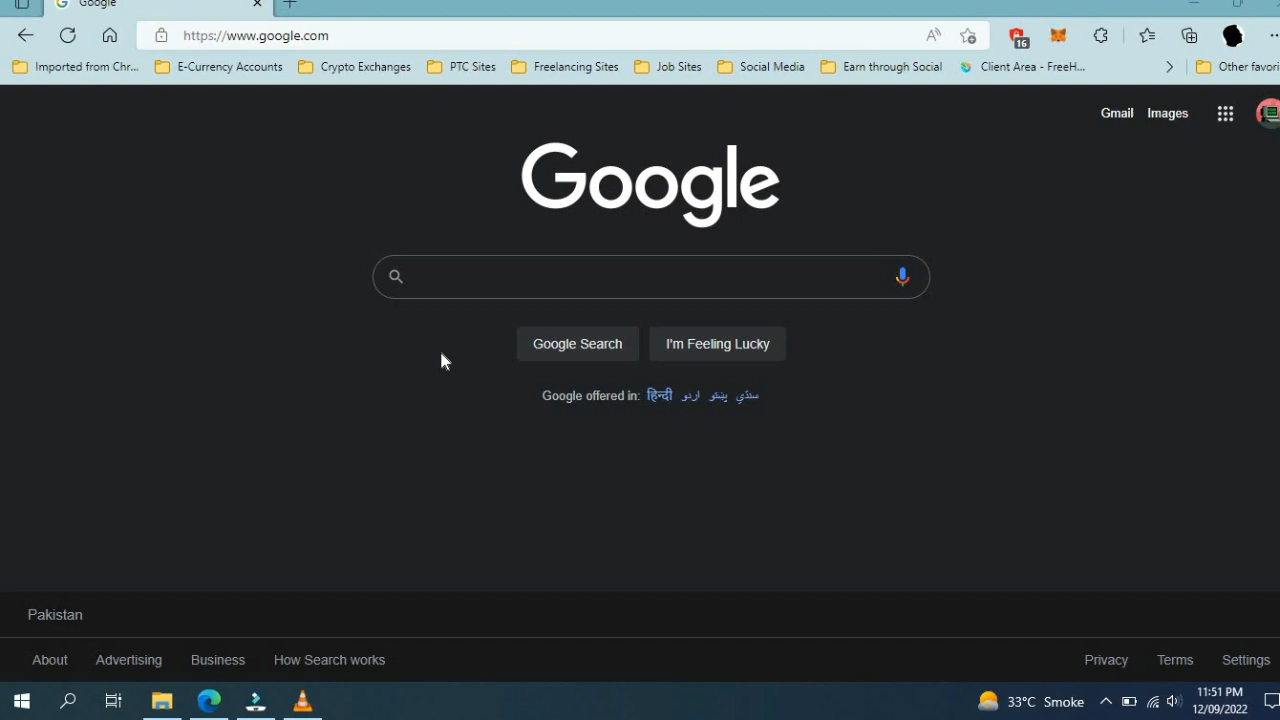 Google
https://www.google.com
16
Imported from Chr... E-Currency Accounts Crypto Exchanges PTC Sites Freelancing Sites Job Sites Social Media Earn through Social Client Area - FreeH... Other favori
Gmail Images
Google
Google Search I'm Feeling Lucky
Google offered in: हिन्दी اردو پښتو سنڌي
Pakistan
About Advertising Business How Search works Privacy Terms Settings
33°C Smoke 11:51 PM
12/09/2022